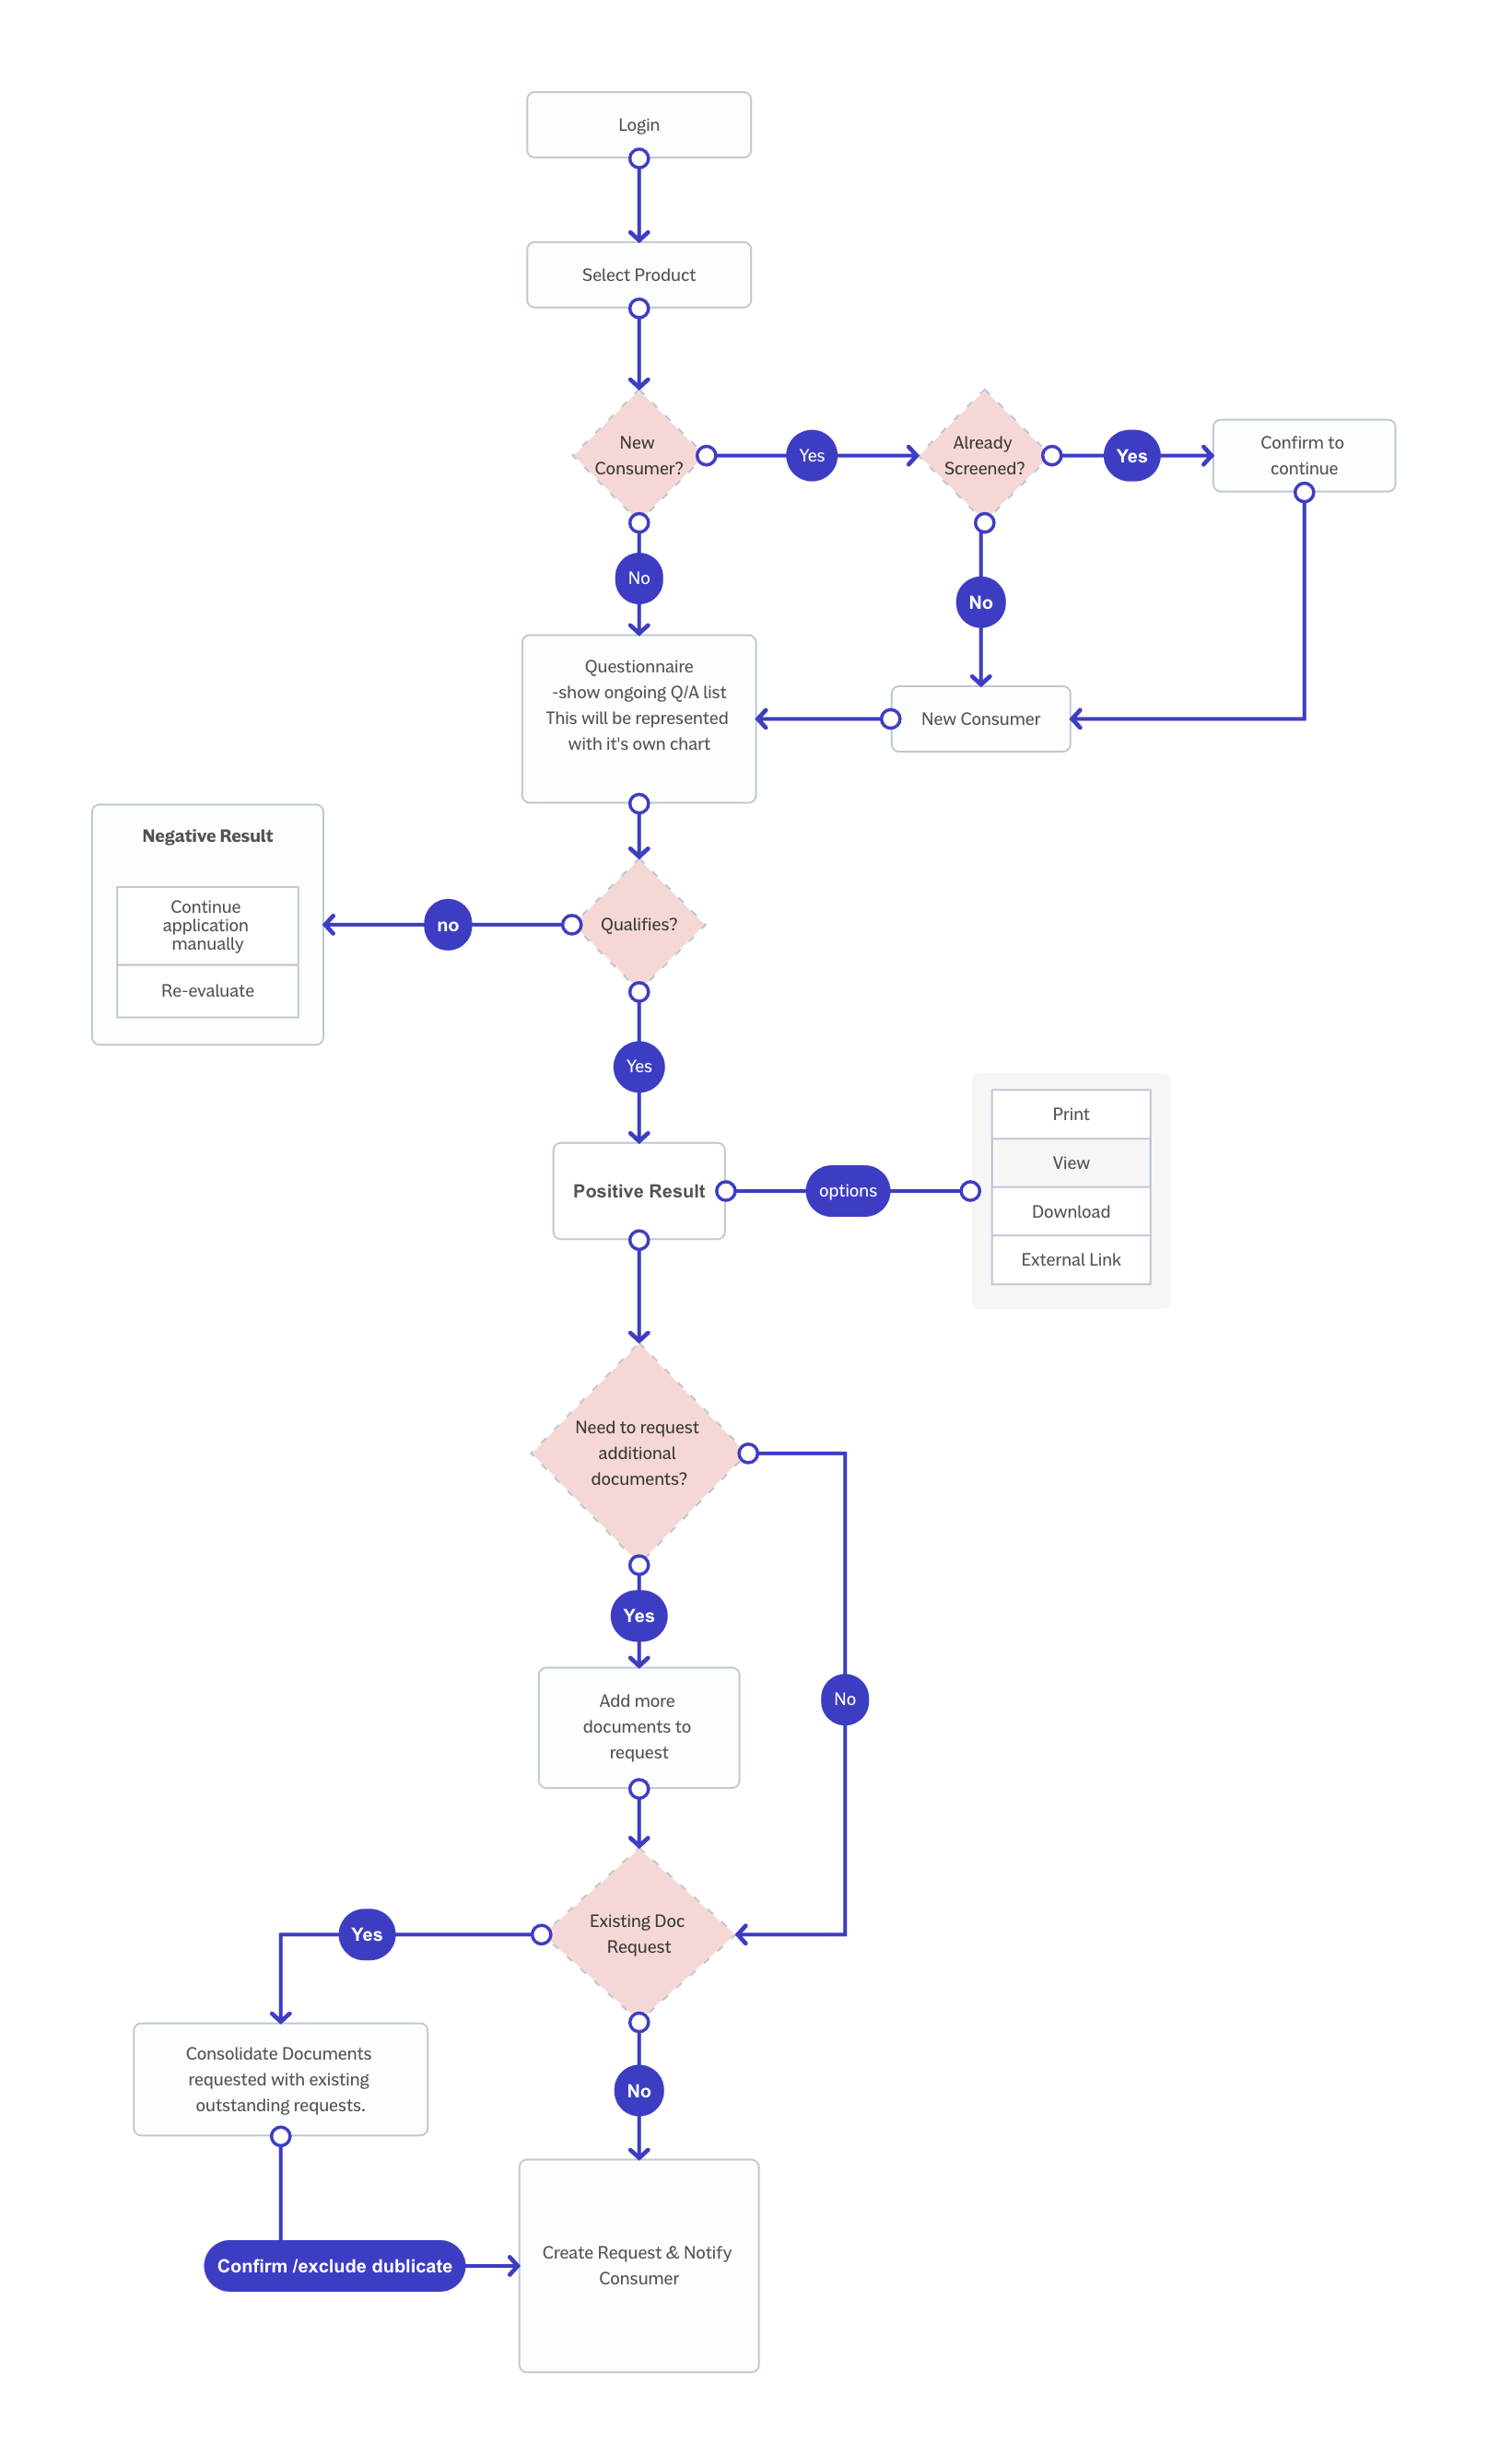 Login
Select Product
New
Consumer?
Yes
Already
Screened?
Yes
Confirm to
continue
No
No
Questionnaire
-show ongoing Q/A list
This will be represented
with it's own chart
New Consumer
Negative Result
Continue
application
manually
Re-evaluate
no
Qualifies?
Yes
Positive Result
options
Print
View
Download
External Link
Need to request
additional
documents?
Yes
No
Add more
documents to
request
Existing Doc
Request
Yes
Consolidate Documents
requested with existing
outstanding requests.
No
Confirm /exclude dublicate
Create Request & Notify
Consumer